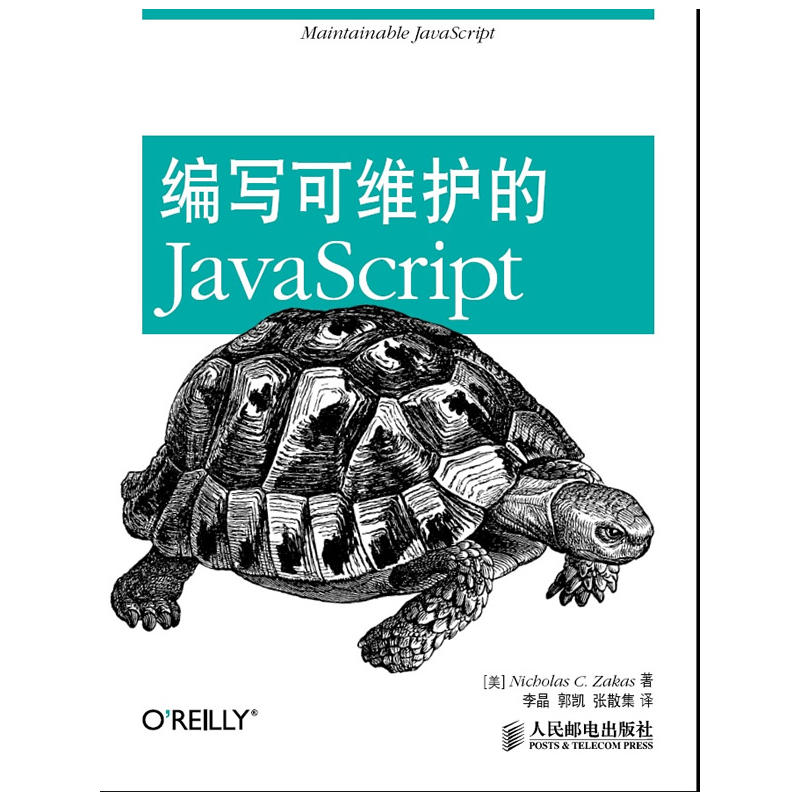 Maintainable JavaScript
编写可维护的
JavaScript
[美] Nicholas C. Zakas 著
李晶 郭凯 张散集 译
O'REILLY®
人民邮电出版社
POSTS & TELECOM PRESS